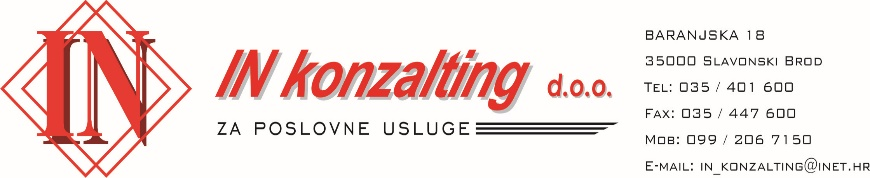 IN
IN konzalting d.o.o.
ZA POSLOVNE USLUGE
BARANJSKA 18
35000 SLAVONSKI BROD
TEL: 035 / 401 600
FAX: 035 / 447 600
MOB: 099 / 206 7150
E-MAIL: IN_KONZALTING@INET.HR